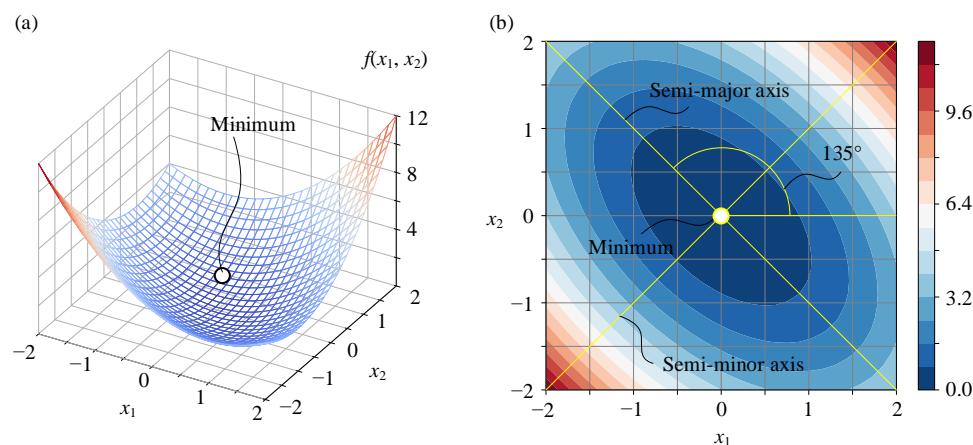 (a)
f(x₁, x₂)
Minimum
12
8
4
2
1
0
−1
−2
x₂
−2
−1
0
1
2
x₁
(b)
2
1
0
−1
−2
x₂
Semi-major axis
135°
Minimum
Semi-minor axis
−2
−1
0
1
2
x₁
9.6
6.4
3.2
0.0